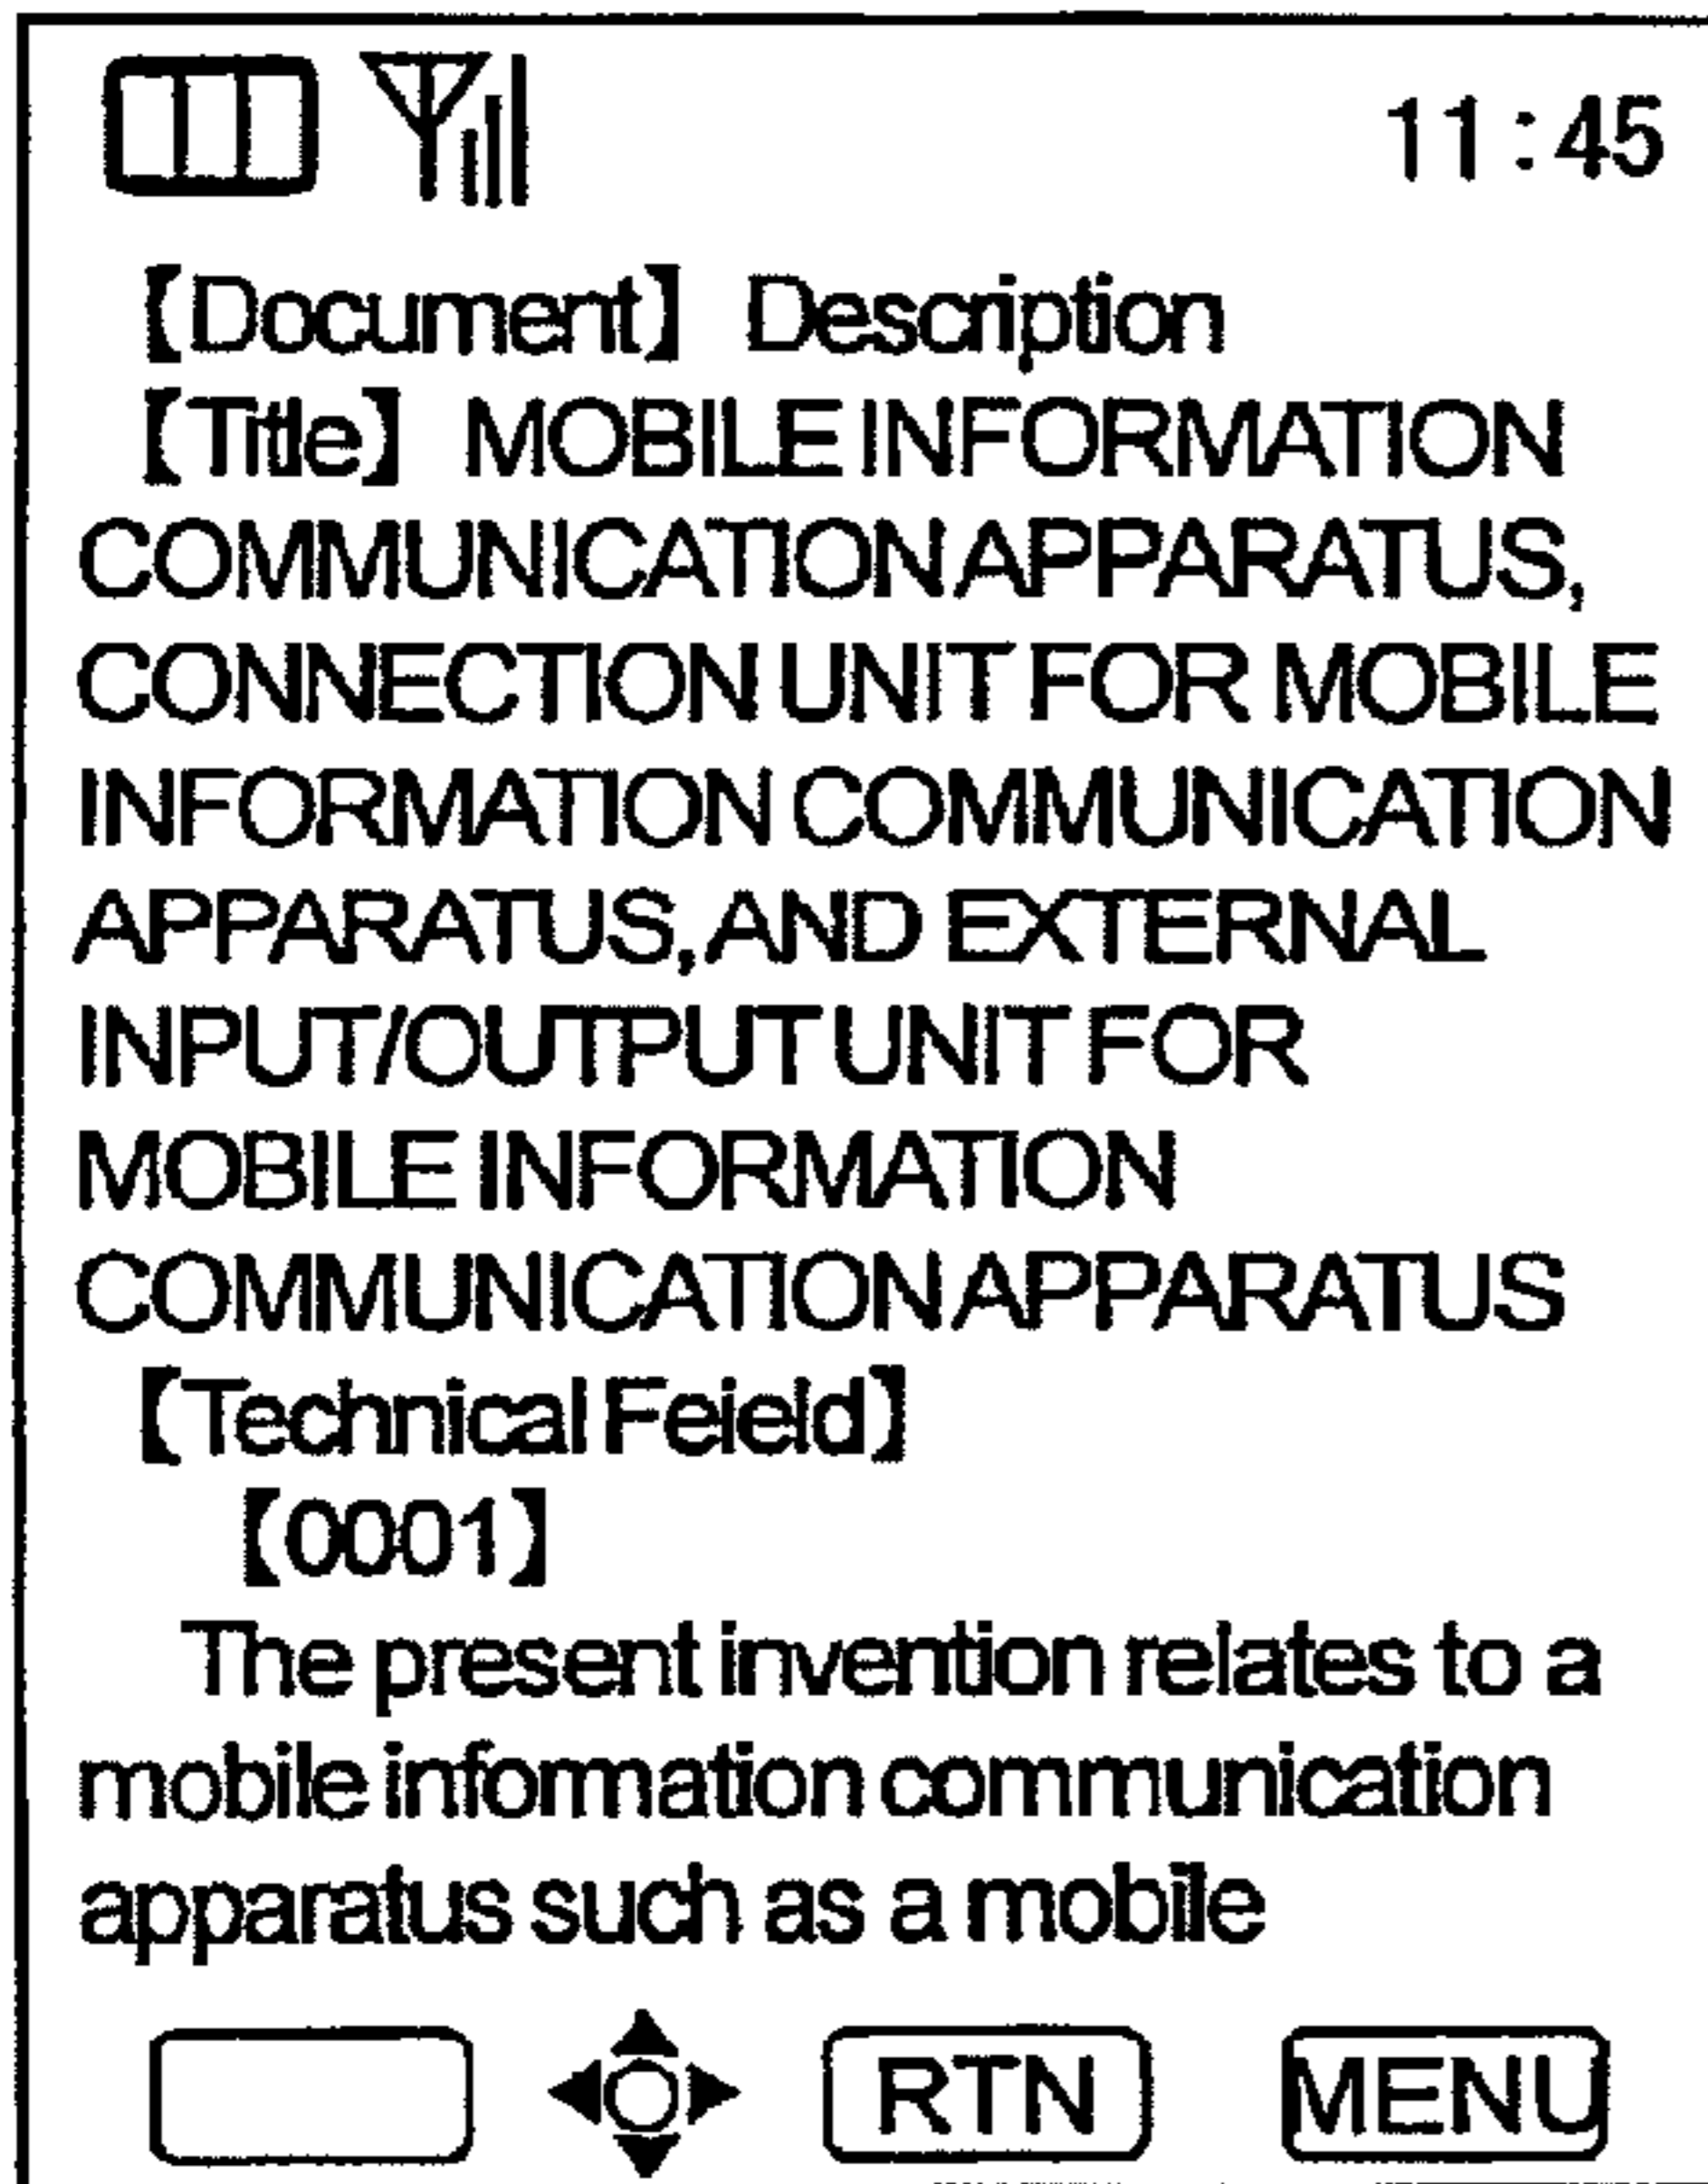 11:45
【Document】 Description
【Title】 MOBILE INFORMATION
COMMUNICATION APPARATUS,
CONNECTION UNIT FOR MOBILE
INFORMATION COMMUNICATION
APPARATUS, AND EXTERNAL
INPUT/OUTPUT UNIT FOR
MOBILE INFORMATION
COMMUNICATION APPARATUS
【Technical Feield】
【0001】
The present invention relates to a
mobile information communication
apparatus such as a mobile
RTN MENU